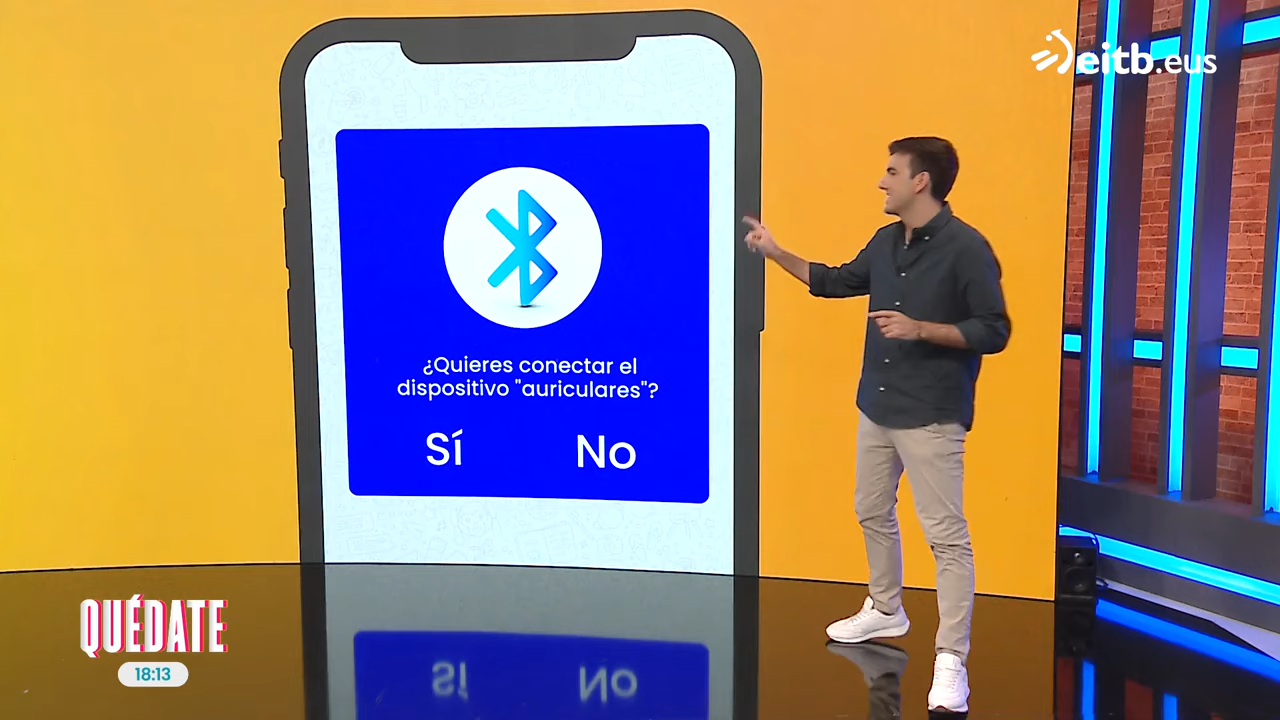 eitb.eus
¿Quieres conectar el
dispositivo "auriculares"?
Sí No
QUÉDATE
18:13